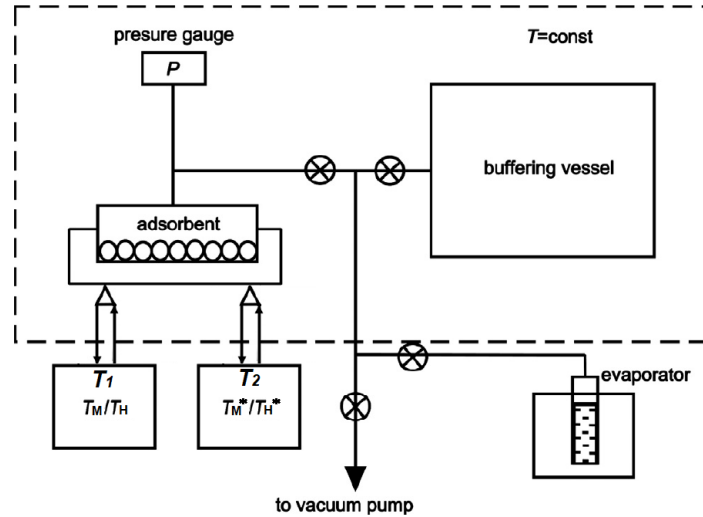 presure gauge
P
T=const
buffering vessel
adsorbent
T1
TM/TH
T2
TM*/TH*
evaporator
to vacuum pump